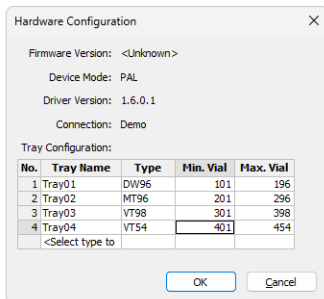 Hardware Configuration
Firmware Version: <Unknown>
Device Mode: PAL
Driver Version: 1.6.0.1
Connection: Demo
Tray Configuration:
No. Tray Name Type Min. Vial Max. Vial
1 Tray01 DW96 101 196
2 Tray02 MT96 201 296
3 Tray03 VT98 301 398
4 Tray04 VT54 401 454
<Select type to
OK Cancel